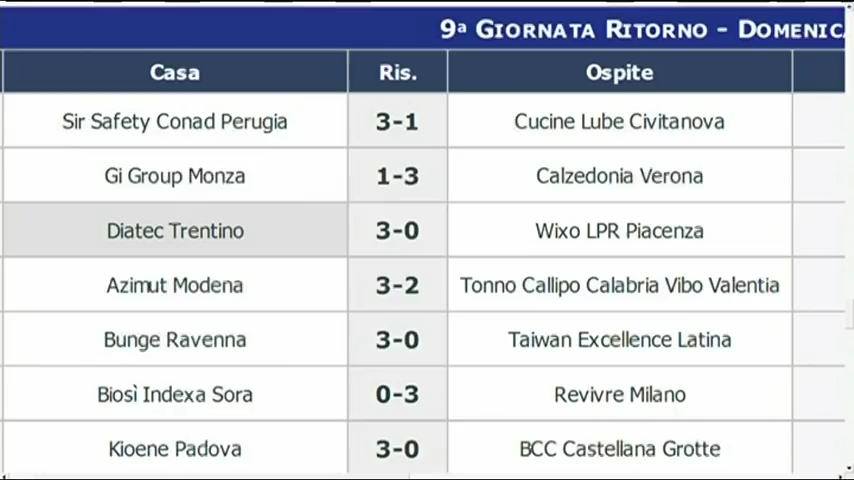 9ª Giornata Ritorno - Domenic
Casa Ris. Ospite
Sir Safety Conad Perugia 3-1 Cucine Lube Civitanova
Gi Group Monza 1-3 Calzedonia Verona
Diatec Trentino 3-0 Wixo LPR Piacenza
Azimut Modena 3-2 Tonno Callipo Calabria Vibo Valentia
Bunge Ravenna 3-0 Taiwan Excellence Latina
Biosì Indexa Sora 0-3 Revivre Milano
Kioene Padova 3-0 BCC Castellana Grotte